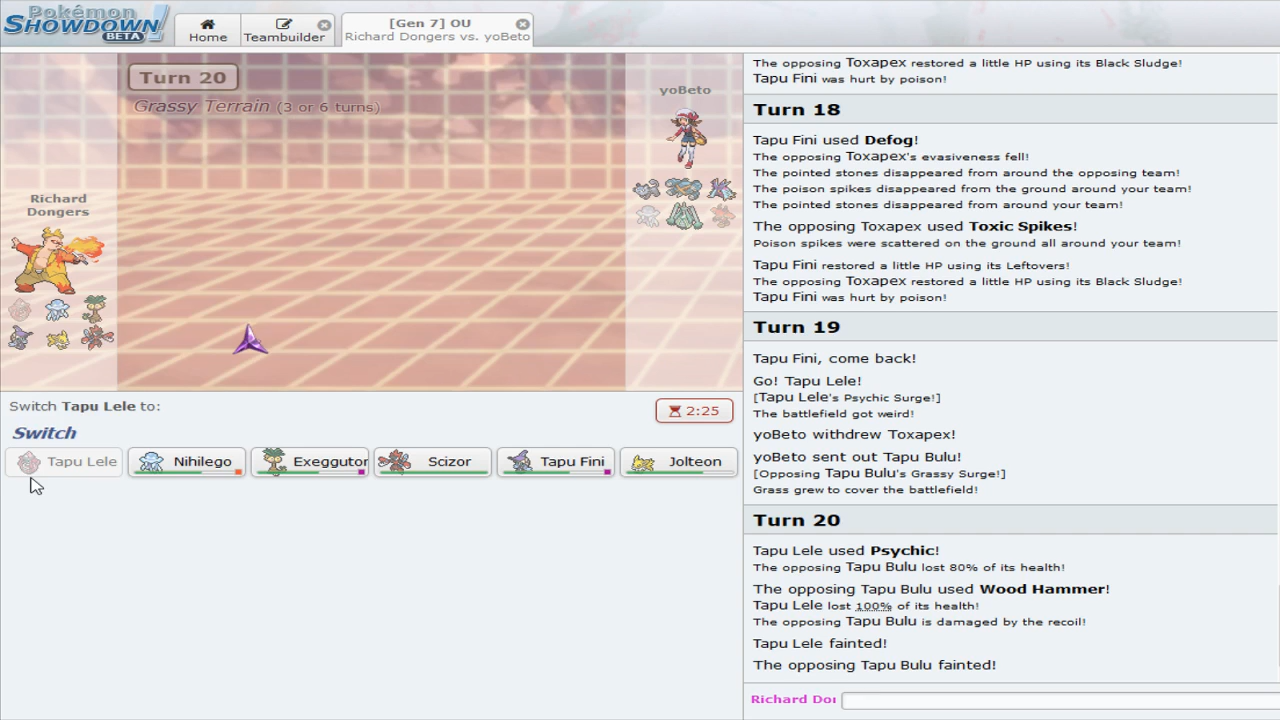 Pokémon
SHOWDOWN!
BETA
Home
Teambuilder
[Gen 7] OU
Richard Dongers vs. yoBeto
Turn 20
Grassy Terrain (3 or 6 turns)
yoBeto
Richard
Dongers
Switch Tapu Lele to:
2:25
Switch
Tapu Lele
Nihilego
Exeggutor
Scizor
Tapu Fini
Jolteon
The opposing Toxapex restored a little HP using its Black Sludge!
Tapu Fini was hurt by poison!
Turn 18
Tapu Fini used Defog!
The opposing Toxapex's evasiveness fell!
The pointed stones disappeared from around the opposing team!
The poison spikes disappeared from the ground around your team!
The pointed stones disappeared from around your team!
The opposing Toxapex used Toxic Spikes!
Poison spikes were scattered on the ground all around your team!
Tapu Fini restored a little HP using its Leftovers!
The opposing Toxapex restored a little HP using its Black Sludge!
Tapu Fini was hurt by poison!
Turn 19
Tapu Fini, come back!
Go! Tapu Lele!
[Tapu Lele's Psychic Surge!]
The battlefield got weird!
yoBeto withdrew Toxapex!
yoBeto sent out Tapu Bulu!
[Opposing Tapu Bulu's Grassy Surge!]
Grass grew to cover the battlefield!
Turn 20
Tapu Lele used Psychic!
The opposing Tapu Bulu lost 80% of its health!
The opposing Tapu Bulu used Wood Hammer!
Tapu Lele lost 100% of its health!
The opposing Tapu Bulu is damaged by the recoil!
Tapu Lele fainted!
The opposing Tapu Bulu fainted!
Richard Doı